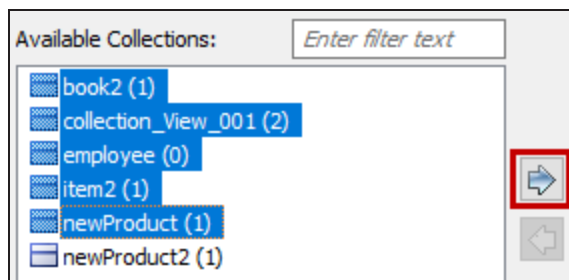 Available Collections: Enter filter text
book2 (1)
collection_View_001 (2)
employee (0)
item2 (1)
newProduct (1)
newProduct2 (1)